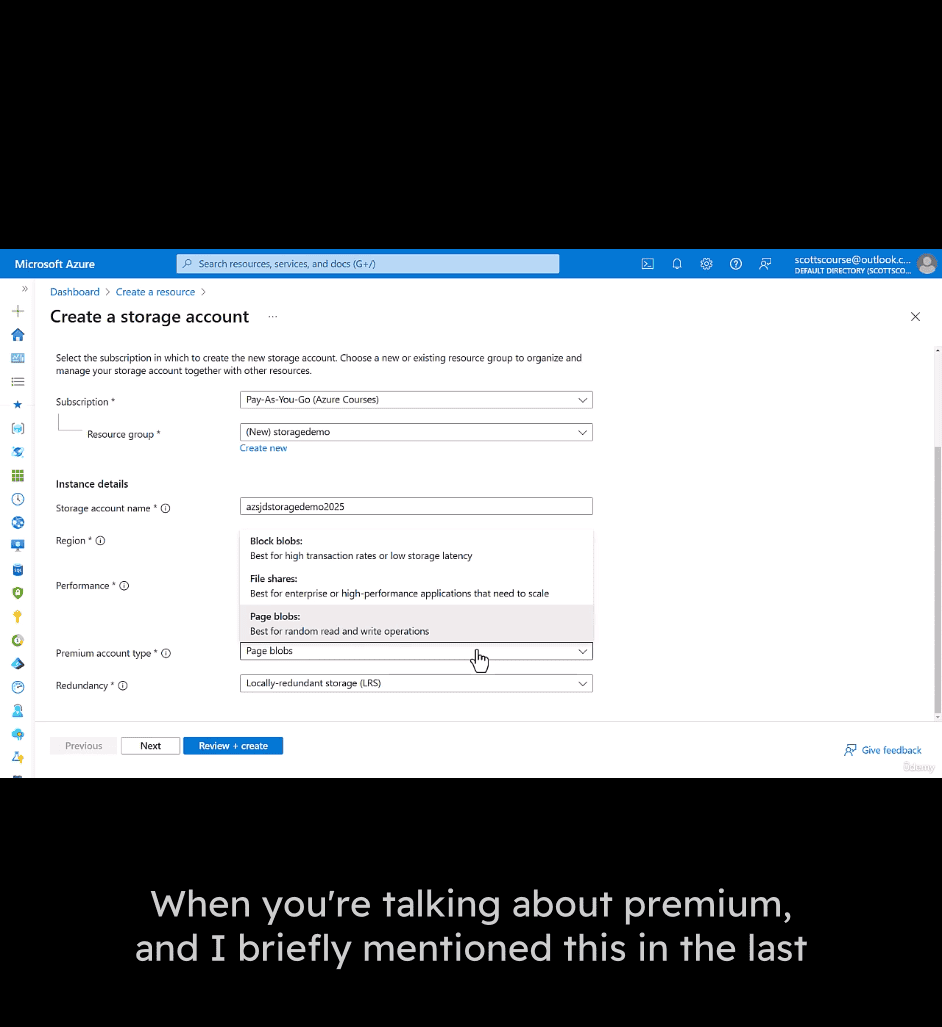 Microsoft Azure
Search resources, services, and docs (G+/)
scottscourse@outlook.c...
DEFAULT DIRECTORY (SCOTTSCO...
Dashboard > Create a resource >
Create a storage account ...
Select the subscription in which to create the new storage account. Choose a new or existing resource group to organize and
manage your storage account together with other resources.
Subscription * Pay-As-You-Go (Azure Courses)
Resource group * (New) storagedemo
Create new
Instance details
Storage account name * azsjdstoragedemo2025
Region *
Block blobs:
Best for high transaction rates or low storage latency
File shares:
Performance *
Best for enterprise or high-performance applications that need to scale
Page blobs:
Best for random read and write operations
Premium account type * Page blobs
Redundancy * Locally-redundant storage (LRS)
Previous Next Review + create
Give feedback
Udemy
When you're talking about premium,
and I briefly mentioned this in the last